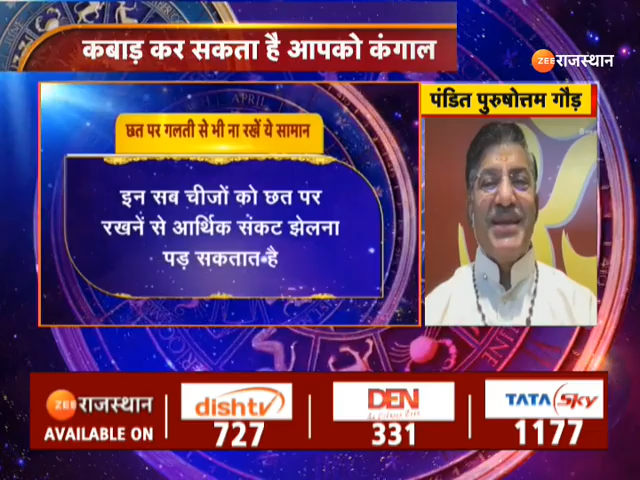 कबाड़ कर सकता है आपको कंगाल
ZEE राजस्थान
पंडित पुरुषोत्तम गौड़
छत पर गलती से भी ना रखें ये सामान
इन सब चीजों को छत पर
रखनें से आर्थिक संकट झेलना
पड़ सकतात है
APRIL
ZEE राजस्थान
AVAILABLE ON
dishtv
727
DEN
331
TATA Sky
1177